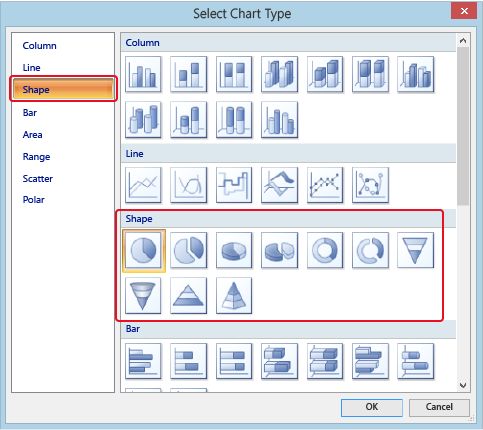 Select Chart Type
Column
Line
Shape
Bar
Area
Range
Scatter
Polar
Column
Line
Shape
Bar
OK
Cancel